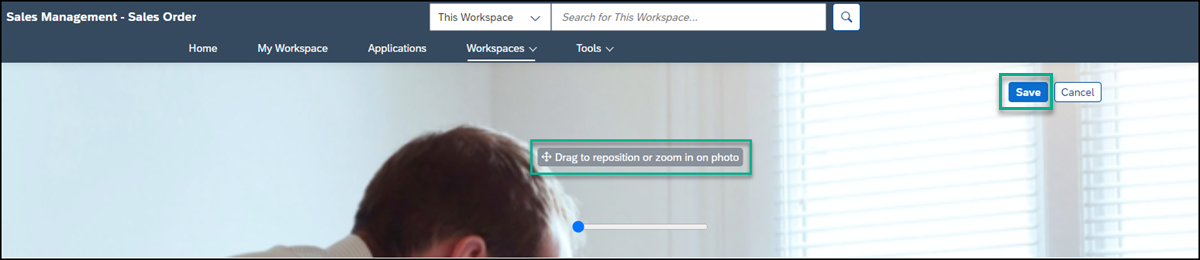 Sales Management - Sales Order
This Workspace
Search for This Workspace...
Home My Workspace Applications Workspaces Tools
Save Cancel
Drag to reposition or zoom in on photo